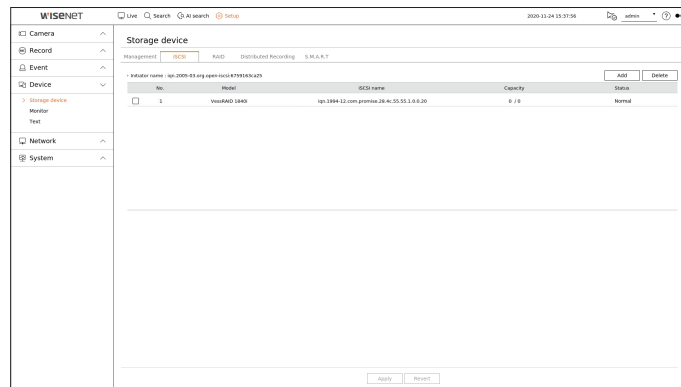 WISENET Live Search AI search Setup 2020-11-24 15:37:56 admin ?
Camera
Record
Event
Device
> Storage device
Monitor
Text
Network
System
Storage device
Management iSCSI RAID Distributed Recording S.M.A.R.T
• Initiator name : iqn.2005-03.org.open-iscsi:6759163ca25 Add Delete
No. Model iSCSI name Capacity Status
1 VessRAID 1840i iqn.1994-12.com.promise.28.4c.55.55.1.0.0.20 0 / 0 Normal
Apply Revert